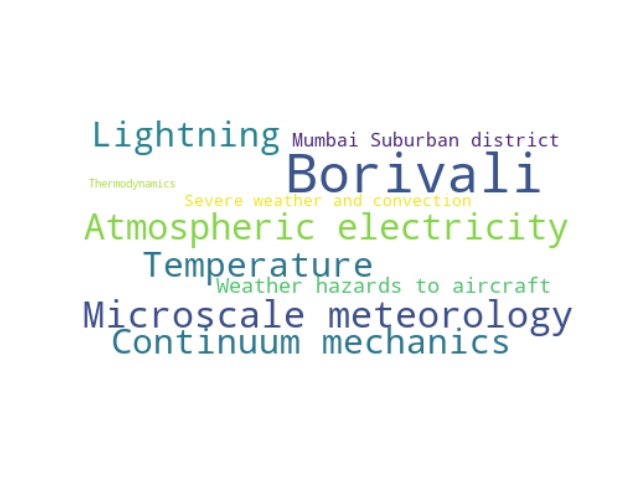 Lightning
Mumbai Suburban district
Borivali
Thermodynamics
Severe weather and convection
Atmospheric electricity
Temperature
Weather hazards to aircraft
Microscale meteorology
Continuum mechanics